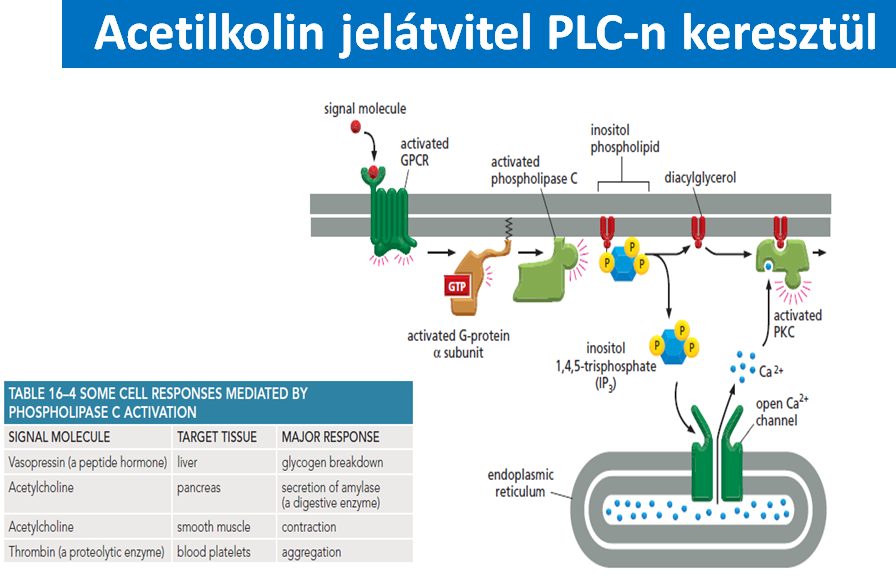 Acetilkolin jelátvitel PLC-n keresztül
signal molecule
activated
GPCR
activated
phospholipase C
inositol
phospholipid
diacylglycerol
P
P
P
GTP
activated G-protein
α subunit
activated
PKC
inositol
1,4,5-trisphosphate
(IP3)
P
P
P
Ca 2+
open Ca2+
channel
endoplasmic
reticulum
TABLE 16–4 SOME CELL RESPONSES MEDIATED BY
PHOSPHOLIPASE C ACTIVATION
SIGNAL MOLECULE TARGET TISSUE MAJOR RESPONSE
Vasopressin (a peptide hormone) liver glycogen breakdown
Acetylcholine pancreas secretion of amylase
(a digestive enzyme)
Acetylcholine smooth muscle contraction
Thrombin (a proteolytic enzyme) blood platelets aggregation